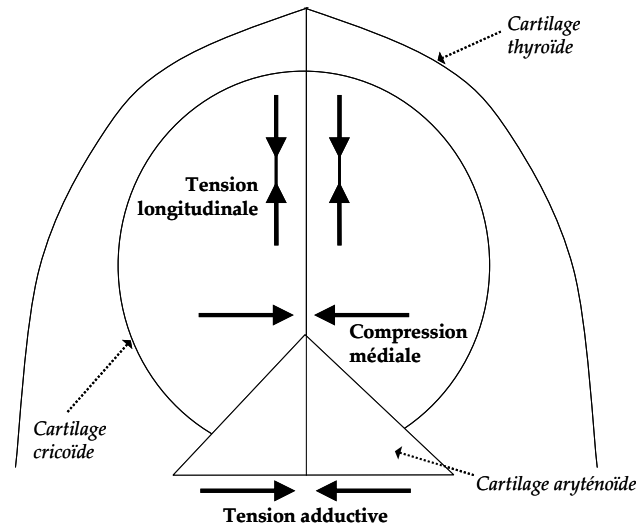 Cartilage
thyroïde
Tension
longitudinale
Compression
médiale
Cartilage
cricoïde
Cartilage aryténoïde
Tension adductive